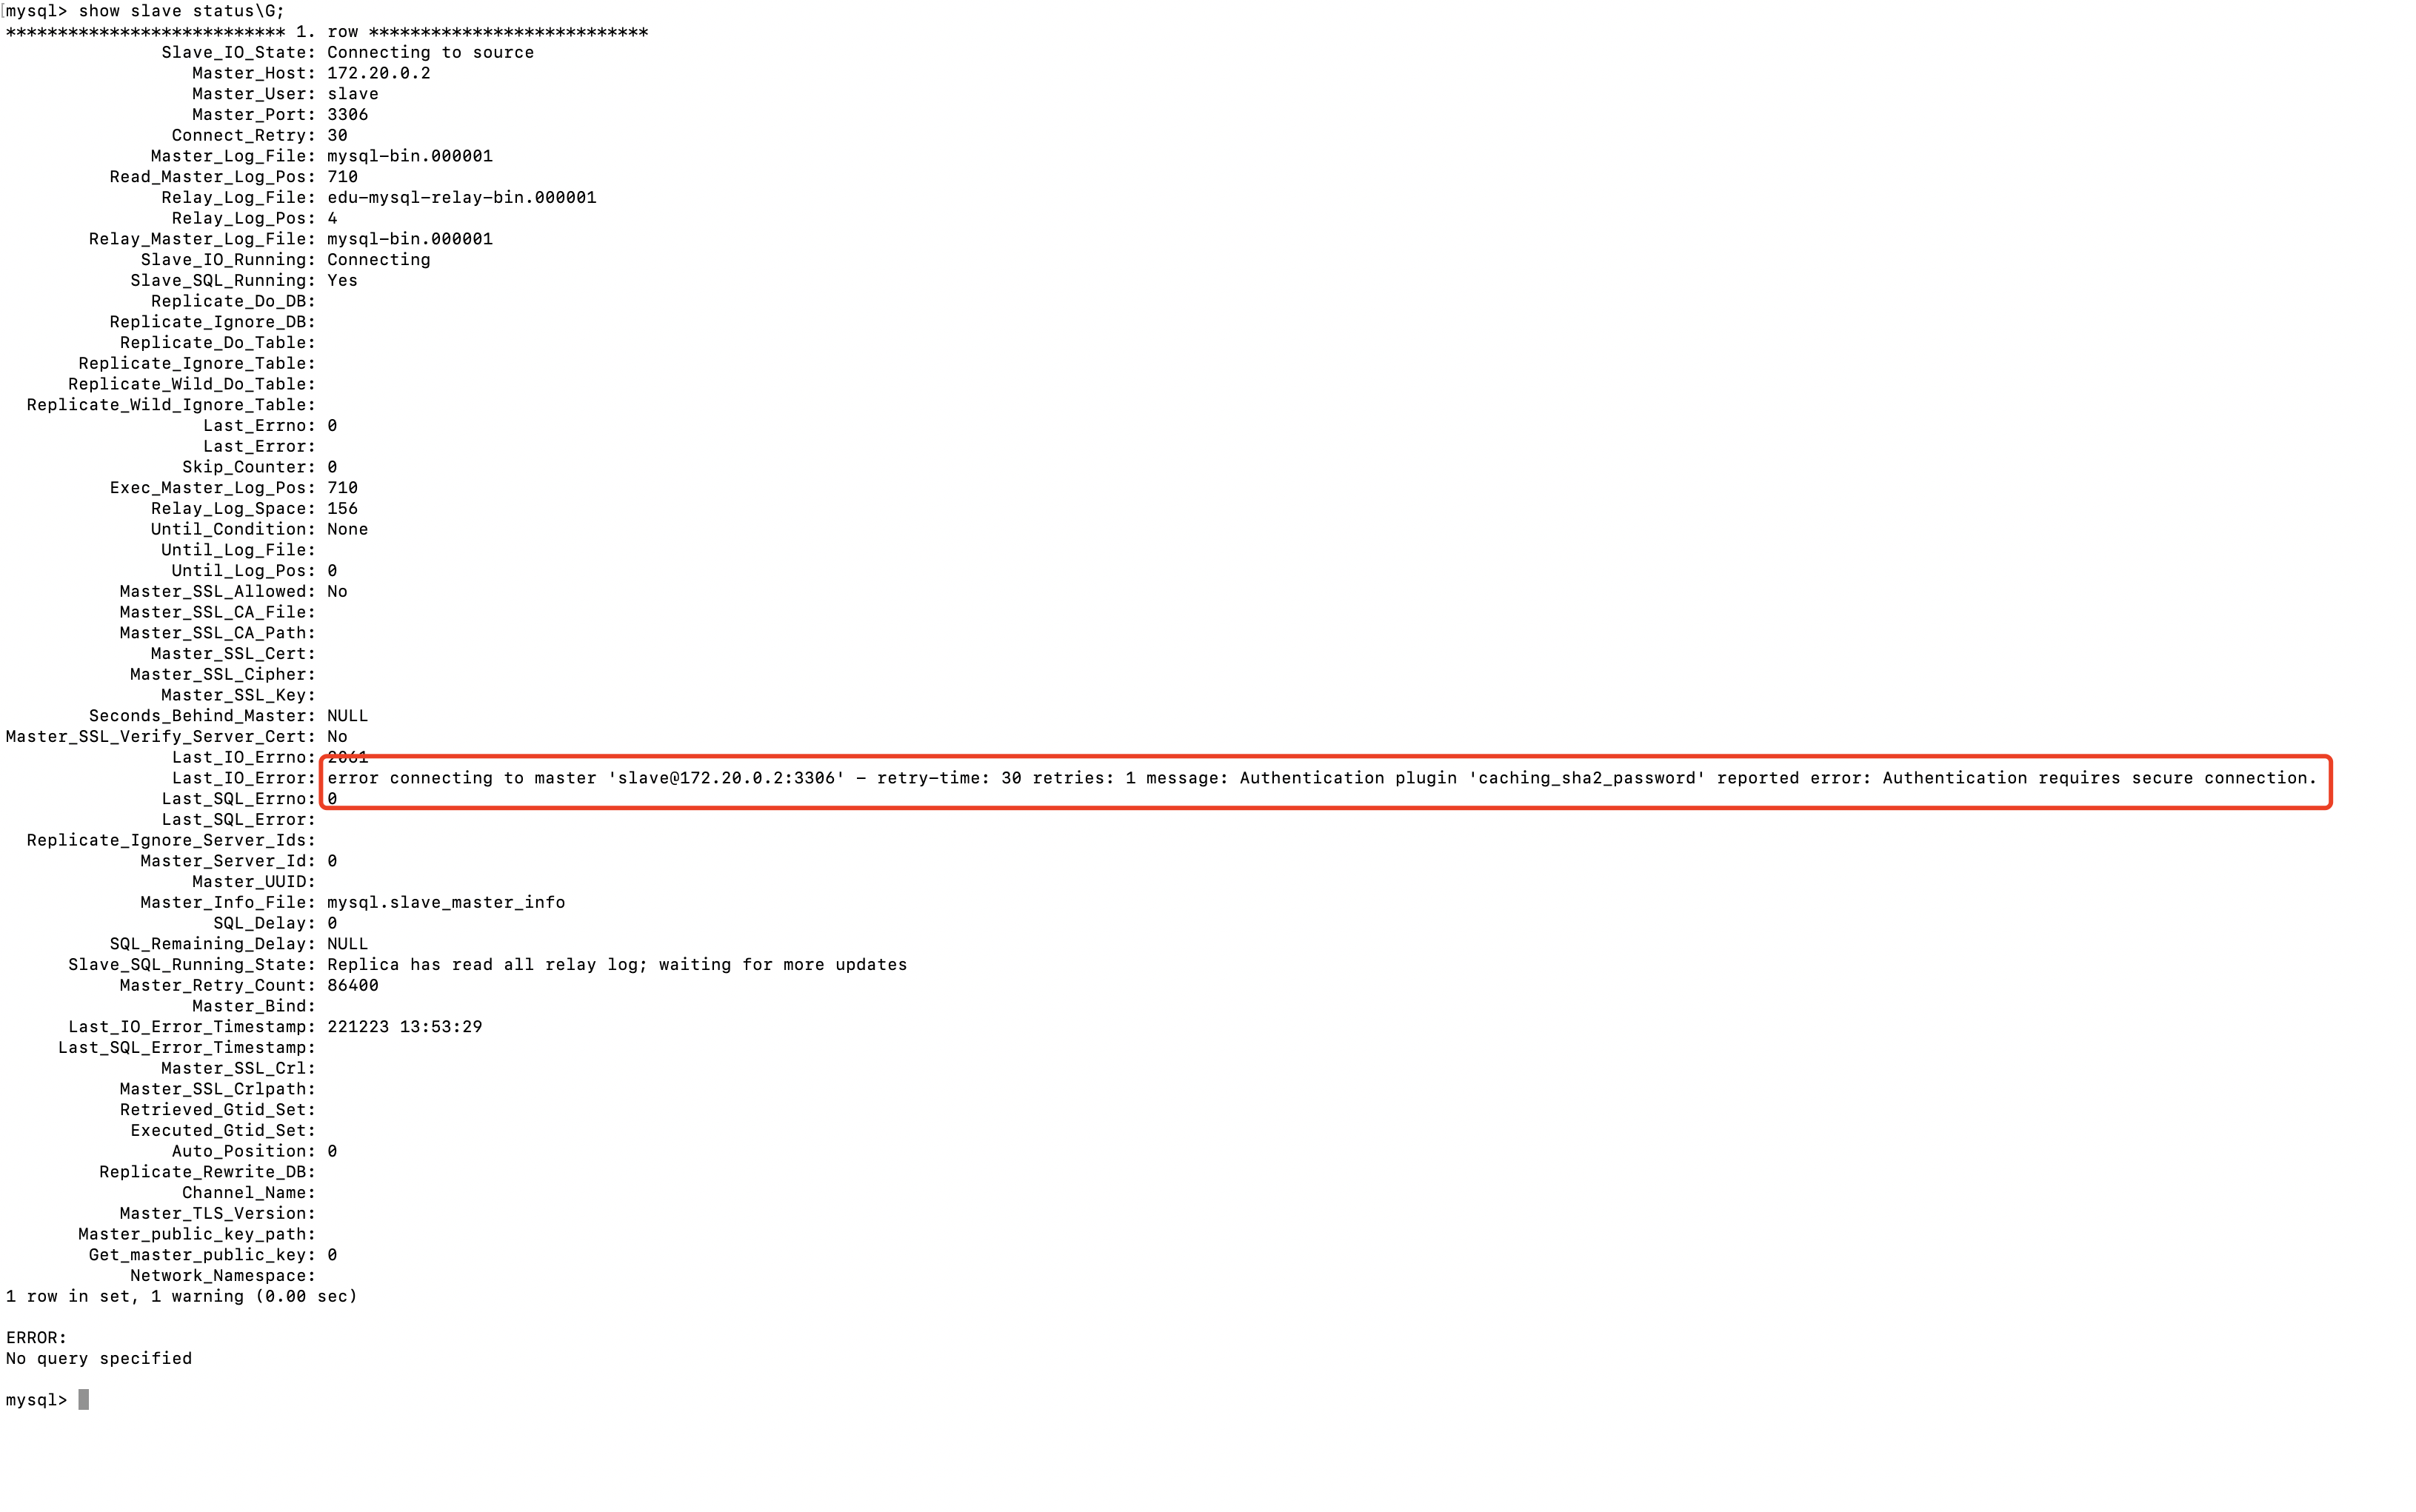 mysql> show slave status\G;
*************************** 1. row ***************************
Slave_IO_State: Connecting to source
Master_Host: 172.20.0.2
Master_User: slave
Master_Port: 3306
Connect_Retry: 30
Master_Log_File: mysql-bin.000001
Read_Master_Log_Pos: 710
Relay_Log_File: edu-mysql-relay-bin.000001
Relay_Log_Pos: 4
Relay_Master_Log_File: mysql-bin.000001
Slave_IO_Running: Connecting
Slave_SQL_Running: Yes
Replicate_Do_DB:
Replicate_Ignore_DB:
Replicate_Do_Table:
Replicate_Ignore_Table:
Replicate_Wild_Do_Table:
Replicate_Wild_Ignore_Table:
Last_Errno: 0
Last_Error:
Skip_Counter: 0
Exec_Master_Log_Pos: 710
Relay_Log_Space: 156
Until_Condition: None
Until_Log_File:
Until_Log_Pos: 0
Master_SSL_Allowed: No
Master_SSL_CA_File:
Master_SSL_CA_Path:
Master_SSL_Cert:
Master_SSL_Cipher:
Master_SSL_Key:
Seconds_Behind_Master: NULL
Master_SSL_Verify_Server_Cert: No
Last_IO_Errno: 2061
Last_IO_Error: error connecting to master 'slave@172.20.0.2:3306' - retry-time: 30 retries: 1 message: Authentication plugin 'caching_sha2_password' reported error: Authentication requires secure connection.
Last_SQL_Errno: 0
Last_SQL_Error:
Replicate_Ignore_Server_Ids:
Master_Server_Id: 0
Master_UUID:
Master_Info_File: mysql.slave_master_info
SQL_Delay: 0
SQL_Remaining_Delay: NULL
Slave_SQL_Running_State: Replica has read all relay log; waiting for more updates
Master_Retry_Count: 86400
Master_Bind:
Last_IO_Error_Timestamp: 221223 13:53:29
Last_SQL_Error_Timestamp:
Master_SSL_Crl:
Master_SSL_Crlpath:
Retrieved_Gtid_Set:
Executed_Gtid_Set:
Auto_Position: 0
Replicate_Rewrite_DB:
Channel_Name:
Master_TLS_Version:
Master_public_key_path:
Get_master_public_key: 0
Network_Namespace:
1 row in set, 1 warning (0.00 sec)
ERROR:
No query specified
mysql>